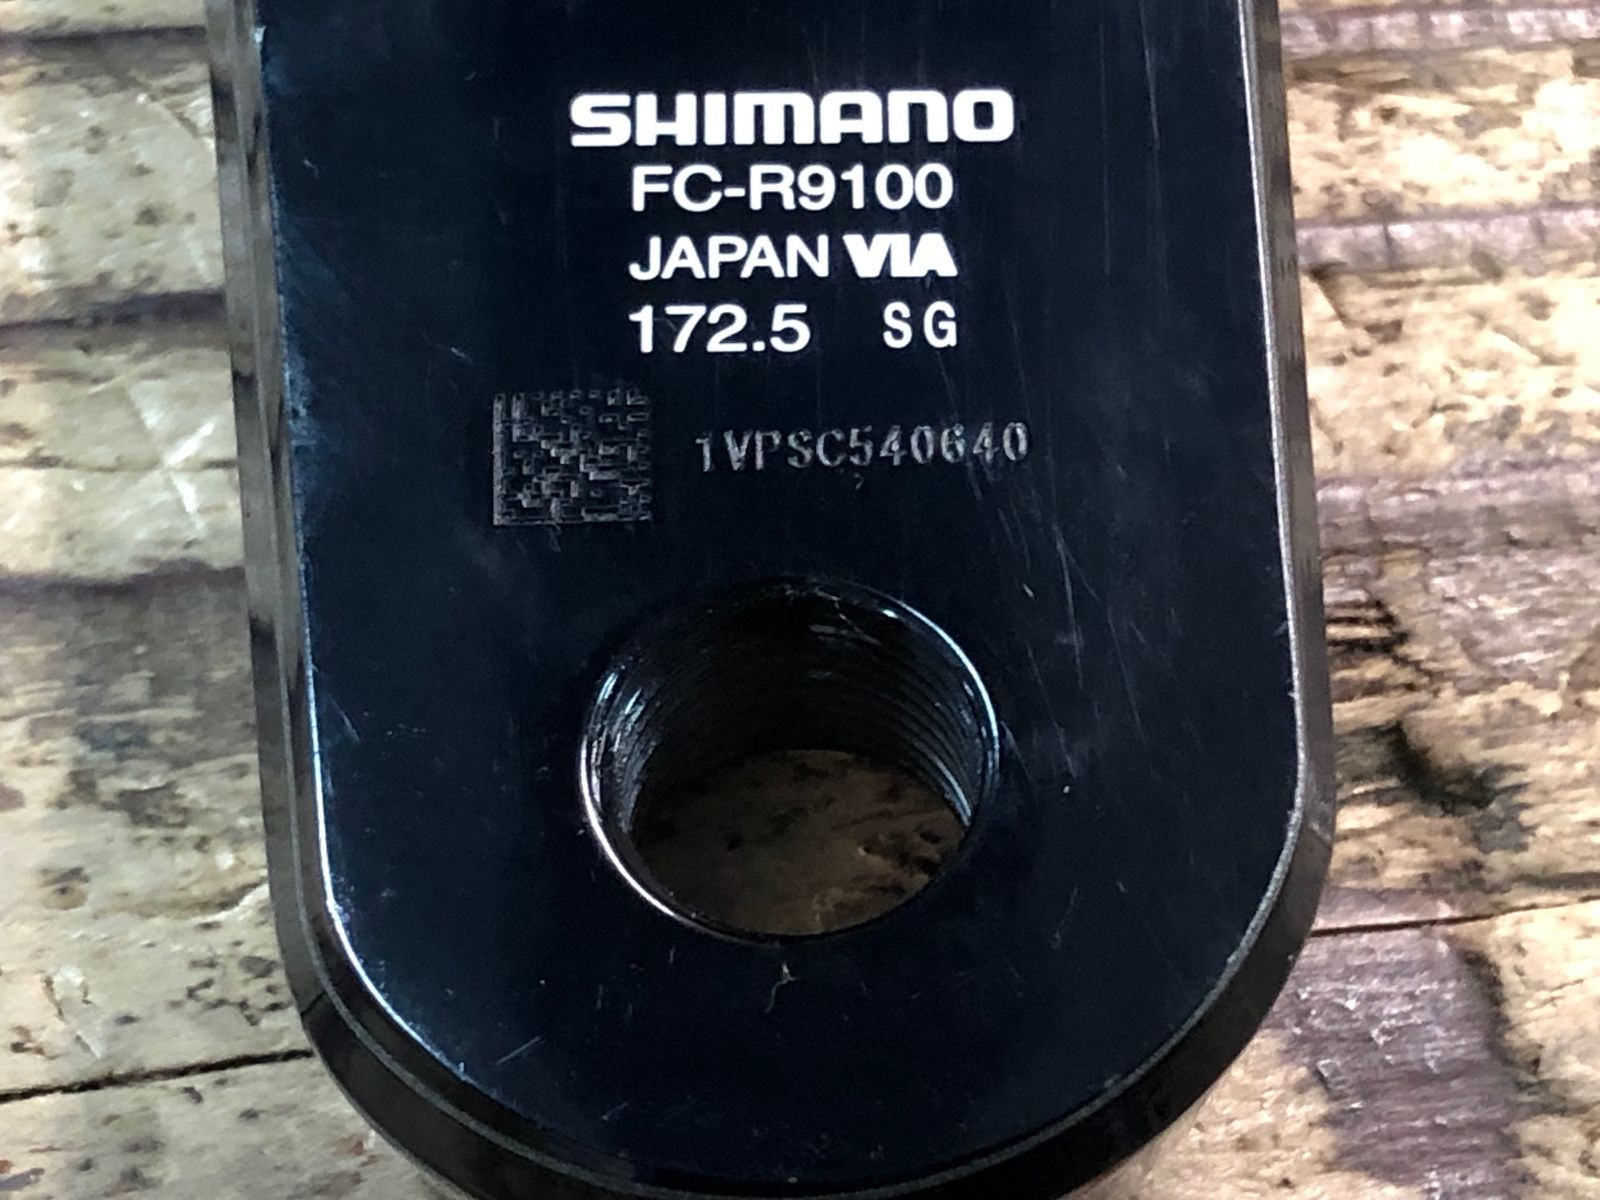 SHIMANO
FC-R9100
JAPAN VIA
172.5 SG
1VPSC540640